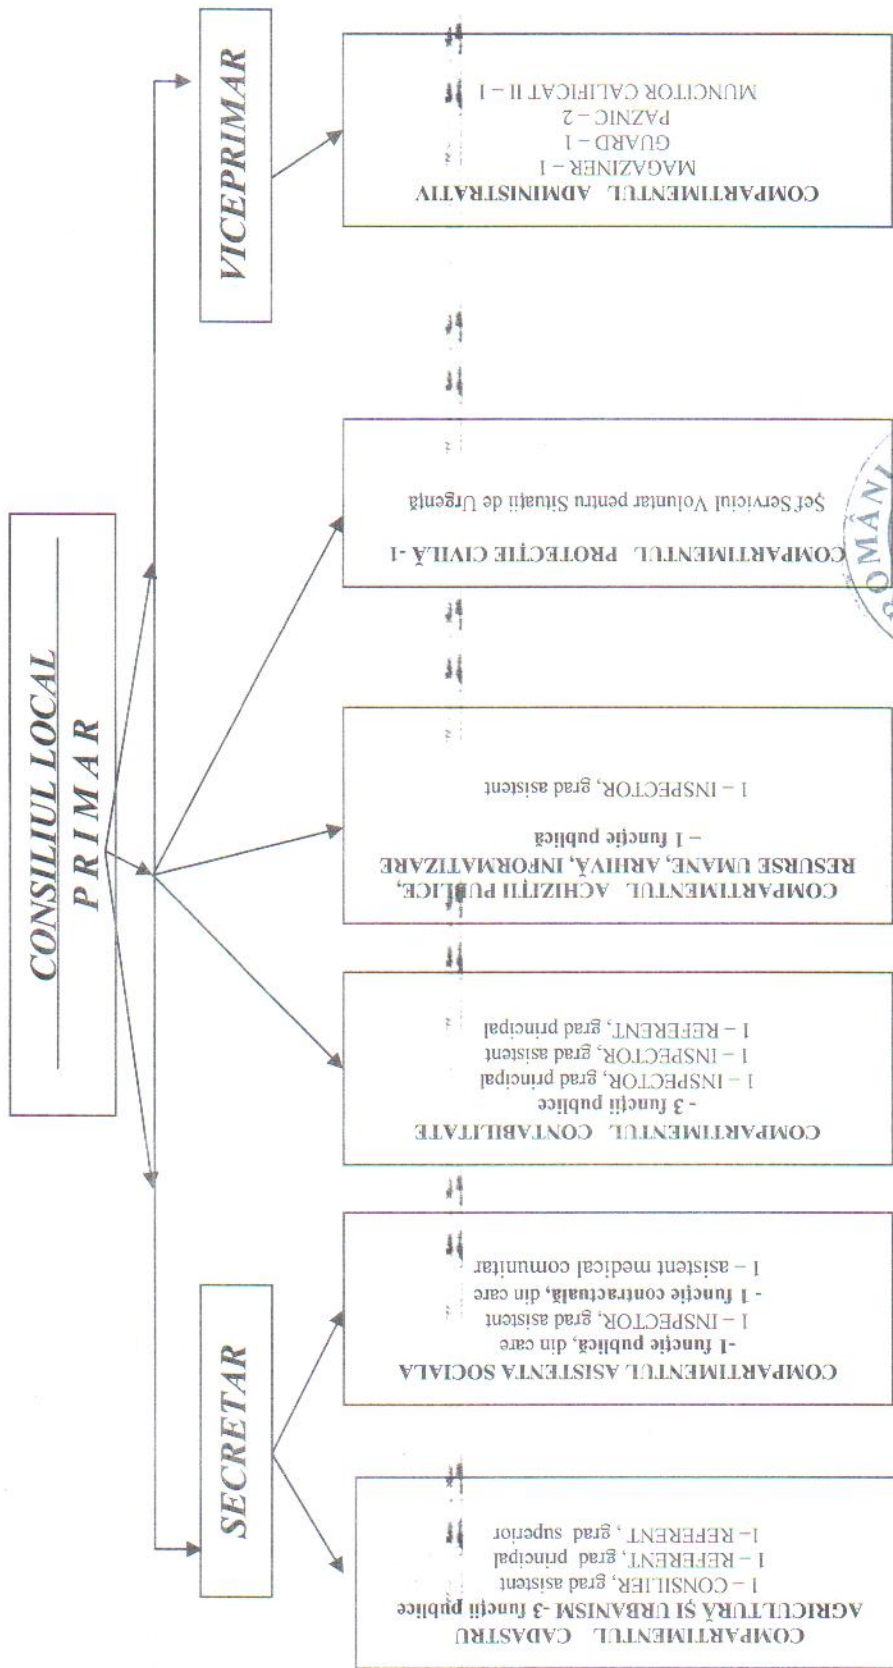 CONSILIUL LOCAL
PRIMAR
SECRETAR
VICEPRIMAR
COMPARTIMENTUL CADASTRU
AGRICULTURĂ ȘI URBANISM -3 funcții publice
1 – CONSILIER, grad asistent
1 – REFERENT, grad principal
1– REFERENT , grad superior
COMPARTIMENTUL ASISTENTA SOCIALA
-1 funcție publică, din care
1 – INSPECTOR, grad asistent
- 1 funcție contractuală, din care
1 – asistent medical comunitar
COMPARTIMENTUL CONTABILITATE
- 3 funcții publice
1 – INSPECTOR, grad principal
1 – INSPECTOR, grad asistent
1 – REFERENT, grad principal
COMPARTIMENTUL ACHIZIȚII PUBLICE,
RESURSE UMANE, ARHIVĂ, INFORMATIZARE
– 1 funcție publică
1 – INSPECTOR, grad asistent
COMPARTIMENTUL PROTECȚIE CIVILĂ -1
Șef Serviciul Voluntar pentru Situații de Urgență
COMPARTIMENTUL ADMINISTRATIV
MAGAZINER – 1
GUARD – 1
PAZNIC – 2
MUNCITOR CALIFICAT II – 1
ROMÂNI